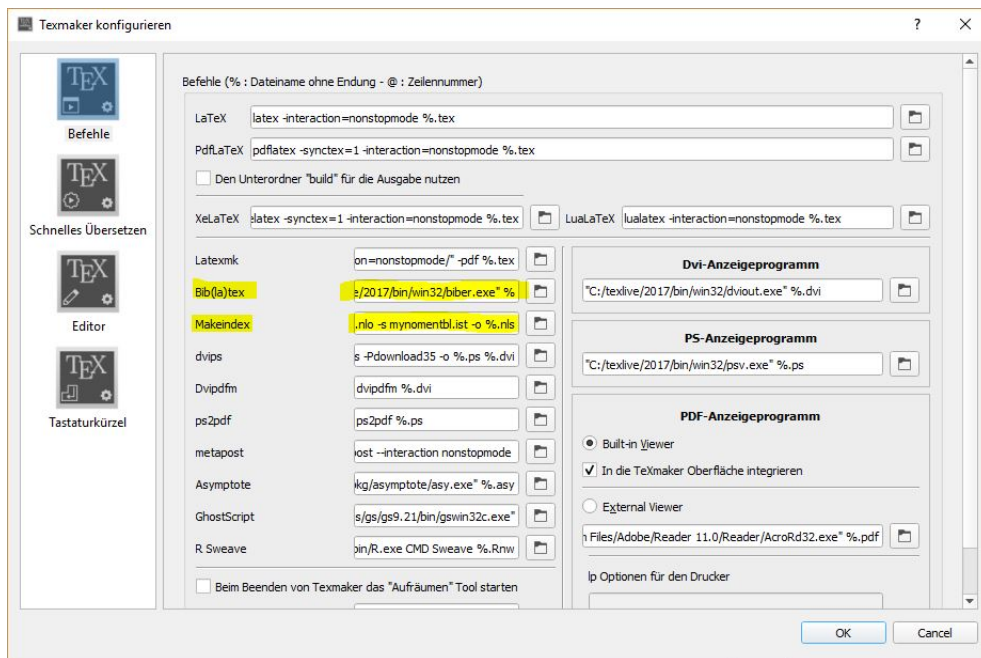 Texmaker konfigurieren
?
Befehle
Schnelles Übersetzen
Editor
Tastaturkürzel
Befehle (% : Dateiname ohne Endung - @ : Zeilennummer)
LaTeX latex -interaction=nonstopmode %.tex
PdfLaTeX pdflatex -synctex=1 -interaction=nonstopmode %.tex
Den Unterordner "build" für die Ausgabe nutzen
XeLaTeX elatex -synctex=1 -interaction=nonstopmode %.tex LuaLaTeX lualatex -interaction=nonstopmode %.tex
Latexmk on=nonstopmode/" -pdf %.tex
Bib(la)tex e/2017/bin/win32/biber.exe" %
Makeindex .nlo -s mynomentbl.ist -o %.nls
dvips s -Pdownload35 -o %.ps %.dvi
Dvipdfm dvipdfm %.dvi
ps2pdf ps2pdf %.ps
metapost post --interaction nonstopmode
Asymptote kg/asymptote/asy.exe" %.asy
GhostScript s/gs/gs9.21/bin/gswin32c.exe"
R Sweave bin/R.exe CMD Sweave %.Rnw
Beim Beenden von Texmaker das "Aufräumen" Tool starten
Dvi-Anzeigeprogramm
"C:/texlive/2017/bin/win32/dviout.exe" %.dvi
PS-Anzeigeprogramm
"C:/texlive/2017/bin/win32/psv.exe" %.ps
PDF-Anzeigeprogramm
Built-in Viewer
In die TeXmaker Oberfläche integrieren
External Viewer
n Files/Adobe/Reader 11.0/Reader/AcroRd32.exe" %.pdf
lp Optionen für den Drucker
OK Cancel